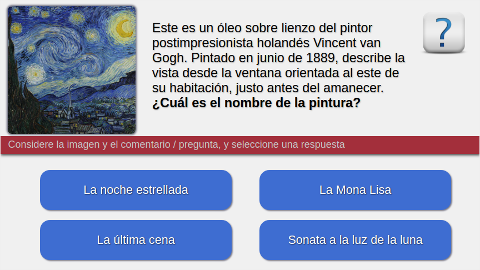 Este es un óleo sobre lienzo del pintor
postimpresionista holandés Vincent van
Gogh. Pintado en junio de 1889, describe la
vista desde la ventana orientada al este de
su habitación, justo antes del amanecer.
¿Cuál es el nombre de la pintura?
?
Considere la imagen y el comentario / pregunta, y seleccione una respuesta
La noche estrellada
La Mona Lisa
La última cena
Sonata a la luz de la luna